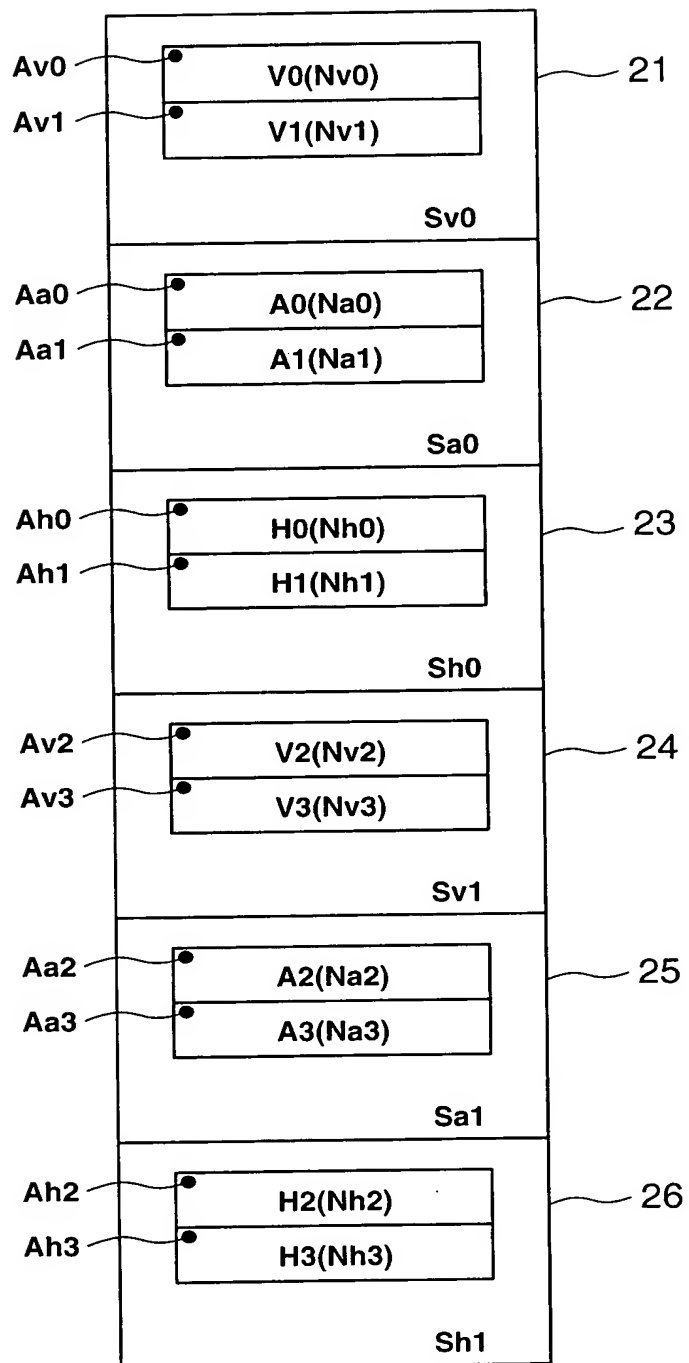 Av0 V0(Nv0) 21
Av1 V1(Nv1)
Sv0
Aa0 A0(Na0) 22
Aa1 A1(Na1)
Sa0
Ah0 H0(Nh0) 23
Ah1 H1(Nh1)
Sh0
Av2 V2(Nv2) 24
Av3 V3(Nv3)
Sv1
Aa2 A2(Na2) 25
Aa3 A3(Na3)
Sa1
Ah2 H2(Nh2) 26
Ah3 H3(Nh3)
Sh1